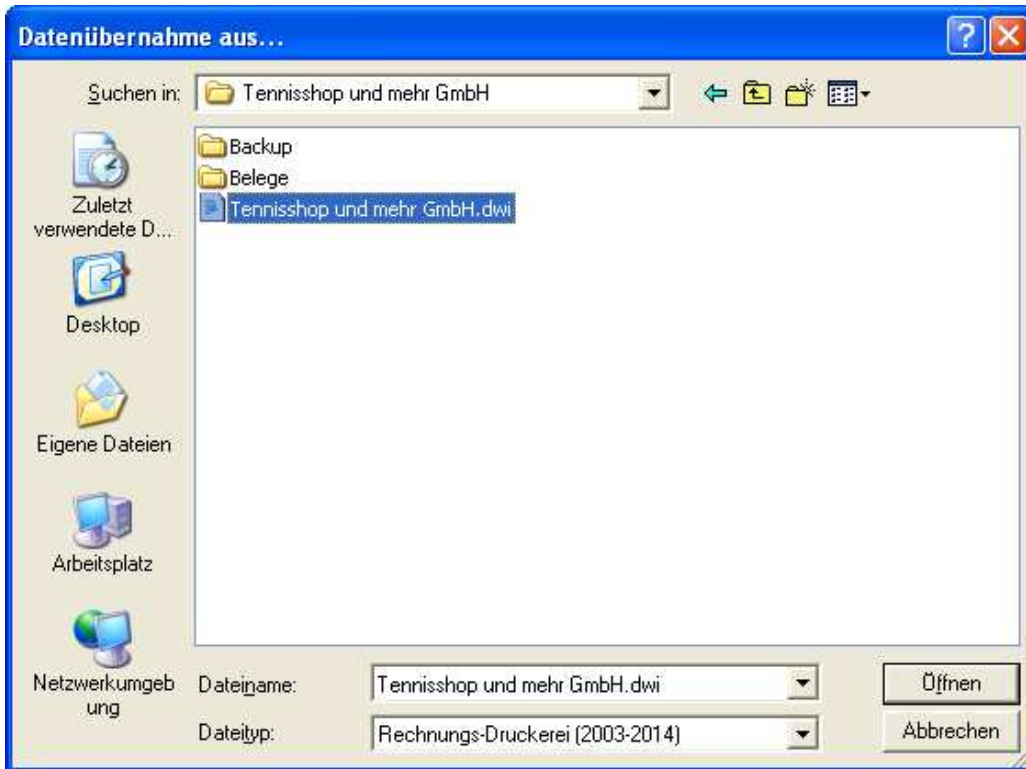 Datenübernahme aus...
Suchen in:
Tennisshop und mehr GmbH
Zuletzt
verwendete D...
Desktop
Eigene Dateien
Arbeitsplatz
Netzwerkumgeb
ung
Backup
Belege
Tennisshop und mehr GmbH.dwi
Dateiname:
Tennisshop und mehr GmbH.dwi
Öffnen
Dateityp:
Rechnungs-Druckerei (2003-2014)
Abbrechen